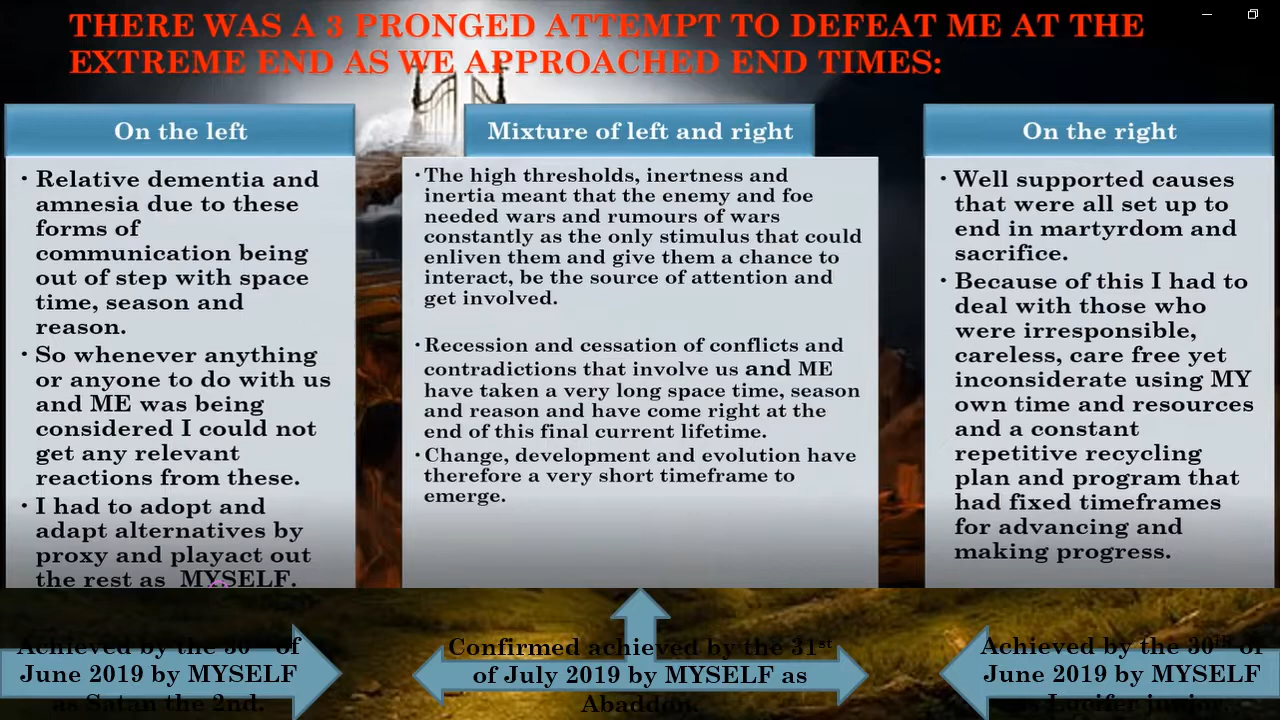 THERE WAS A 3 PRONGED ATTEMPT TO DEFEAT ME AT THE
EXTREME END AS WE APPROACHED END TIMES:
On the left
• Relative dementia and
amnesia due to these
forms of
communication being
out of step with space
time, season and
reason.
• So whenever anything
or anyone to do with us
and ME was being
considered I could not
get any relevant
reactions from these.
• I had to adopt and
adapt alternatives by
proxy and playact out
the rest as MYSELF.
Mixture of left and right
• The high thresholds, inertness and
inertia meant that the enemy and foe
needed wars and rumours of wars
constantly as the only stimulus that could
enliven them and give them a chance to
interact, be the source of attention and
get involved.
• Recession and cessation of conflicts and
contradictions that involve us and ME
have taken a very long space time, season
and reason and have come right at the
end of this final current lifetime.
• Change, development and evolution have
therefore a very short timeframe to
emerge.
On the right
• Well supported causes
that were all set up to
end in martyrdom and
sacrifice.
• Because of this I had to
deal with those who
were irresponsible,
careless, care free yet
inconsiderate using MY
own time and resources
and a constant
repetitive recycling
plan and program that
had fixed timeframes
for advancing and
making progress.
Achieved by the 30th of
June 2019 by MYSELF
as Satan the 2nd.
Confirmed achieved by the 31st
of July 2019 by MYSELF as
Abaddon.
Achieved by the 30th of
June 2019 by MYSELF
Lucifer junior.